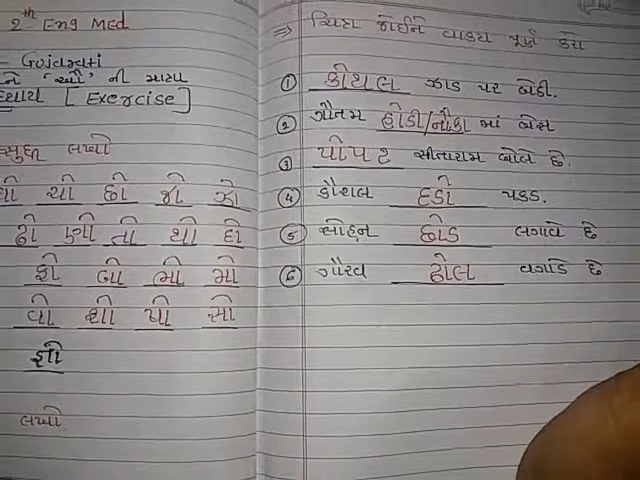 2th Eng Med
- Gujarati
ને 'ઓ' ની માત્રા
[Exercise]
લખો
ઘો ચો છો જો ઝો
ઢો ણો તો થો દો
ફો બો ભો મો
વો શો ષો સો
જ્ઞો
લખો.
⇒ ચિત્ર જોઈને વાક્ય પૂર્ણ કરો
① કોયલ ઝાડ પર બેઠી.
② ગૌતમ હોડી/નૌકા માં બેસ
③ પોપટ સીતારામ બોલે છે.
④ કૌશલ દડો પકડ.
⑤ સોહન છોડ લગાવે છે
⑥ ગૌરવ ઢોલ વગાડે છે